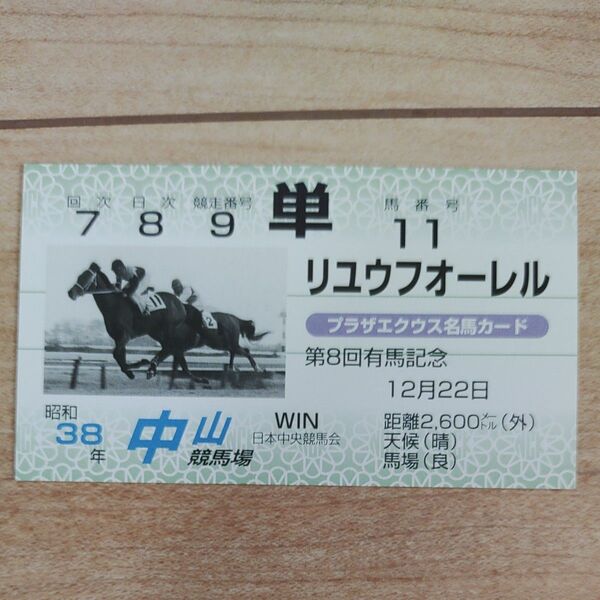 回次 日次 競走番号 単 馬番号
7 8 9 11
リユウフオーレル
プラザエクウス名馬カード
第8回有馬記念
12月22日
昭和
38年
中山
競馬場
WIN
日本中央競馬会
距離2,600メートル(外)
天候(晴)
馬場(良)